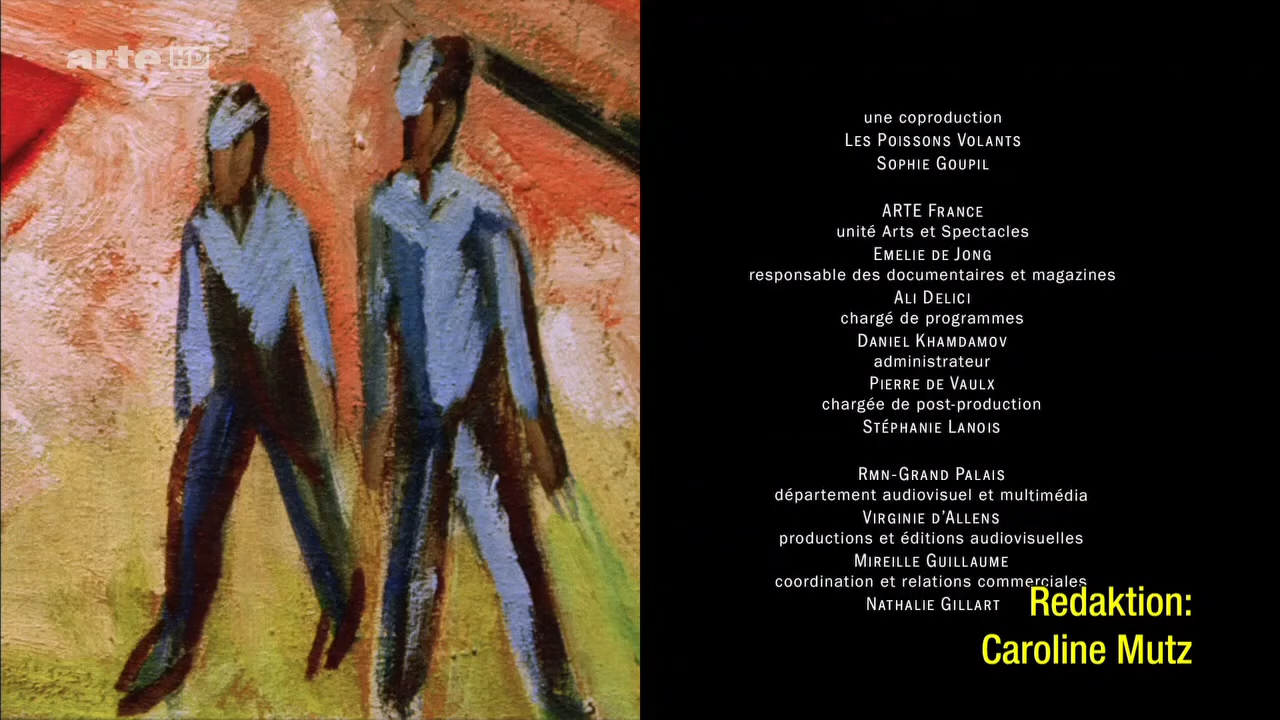 arte HD
une coproduction
LES POISSONS VOLANTS
SOPHIE GOUPIL
ARTE FRANCE
unité Arts et Spectacles
EMELIE DE JONG
responsable des documentaires et magazines
ALI DELICI
chargé de programmes
DANIEL KHAMDAMOV
administrateur
PIERRE DE VAULX
chargée de post-production
STÉPHANIE LANOIS
RMN-GRAND PALAIS
département audiovisuel et multimédia
VIRGINIE D'ALLENS
productions et éditions audiovisuelles
MIREILLE GUILLAUME
coordination et relations commerciales
NATHALIE GILLART
Redaktion:
Caroline Mutz